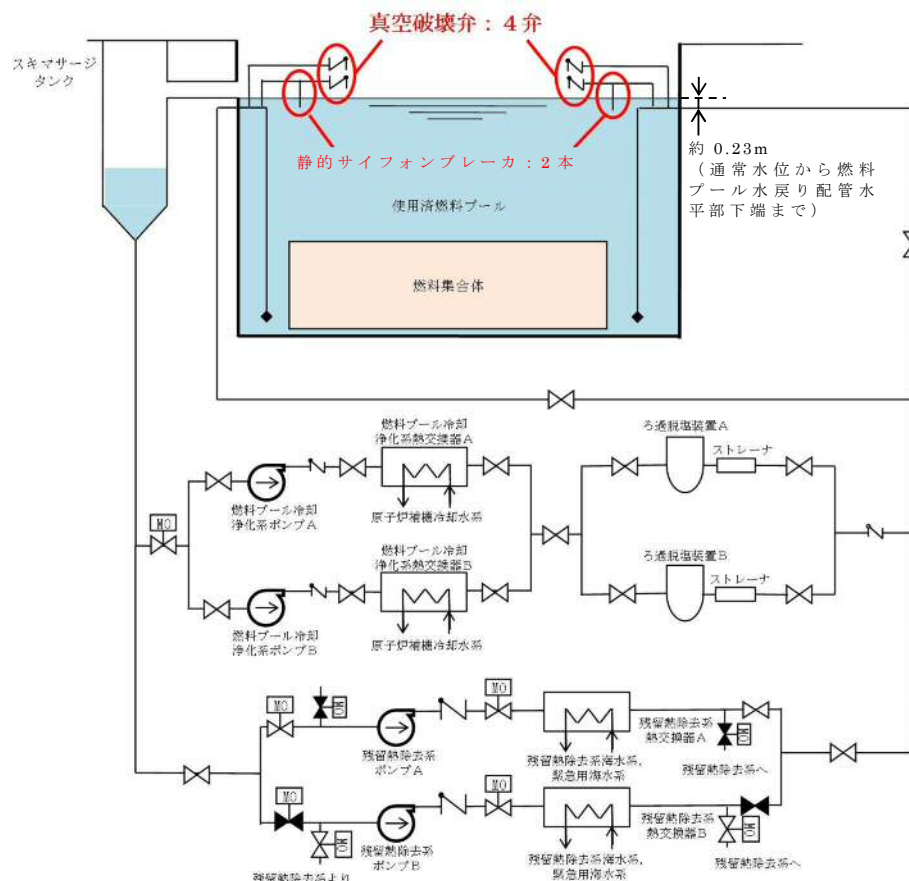 真空破壊弁：４弁
スキマサージ
タンク
静的サイフォンブレーカ：2本
約 0.23m
（通常水位から燃料
プール水戻り配管水
平部下端まで）
使用済燃料プール
燃料集合体
燃料プール冷却
浄化系熱交換器A
ろ過脱塩装置A
ストレーナ
燃料プール冷却
浄化系ポンプA
原子炉補機冷却水系
MO
燃料プール冷却
浄化系熱交換器B
ろ過脱塩装置B
ストレーナ
燃料プール冷却
浄化系ポンプB
原子炉補機冷却水系
MO
MO
MO
残留熱除去系
ポンプA
残留熱除去系
熱交換器A
MO
残留熱除去系海水系，
緊急用海水系
残留熱除去系へ
MO
MO
MO
残留熱除去系
ポンプB
残留熱除去系
熱交換器B
MO
残留熱除去系より
残留熱除去系海水系，
緊急用海水系
残留熱除去系へ